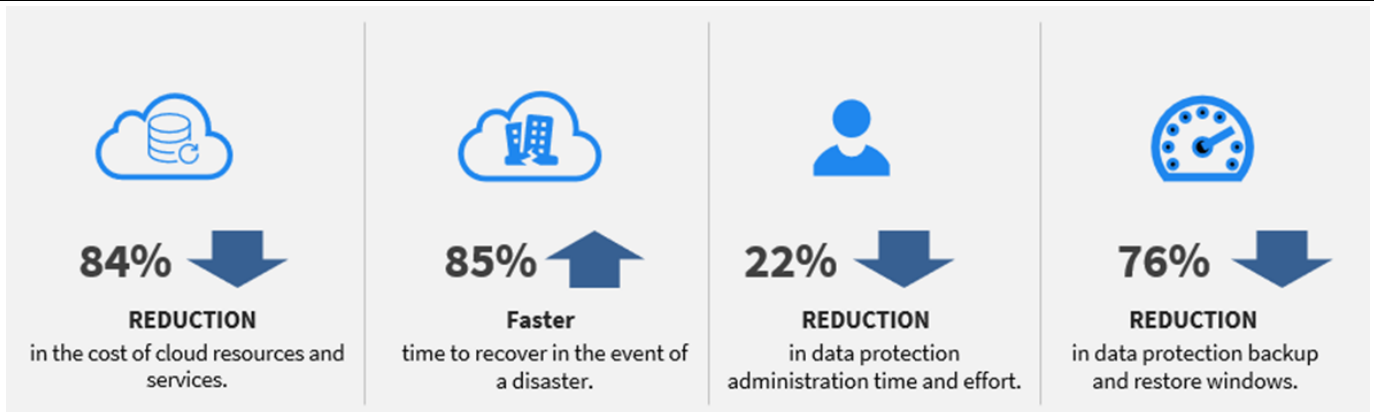 84%
REDUCTION
in the cost of cloud resources and
services.
85%
Faster
time to recover in the event of
a disaster.
22%
REDUCTION
in data protection
administration time and effort.
76%
REDUCTION
in data protection backup
and restore windows.